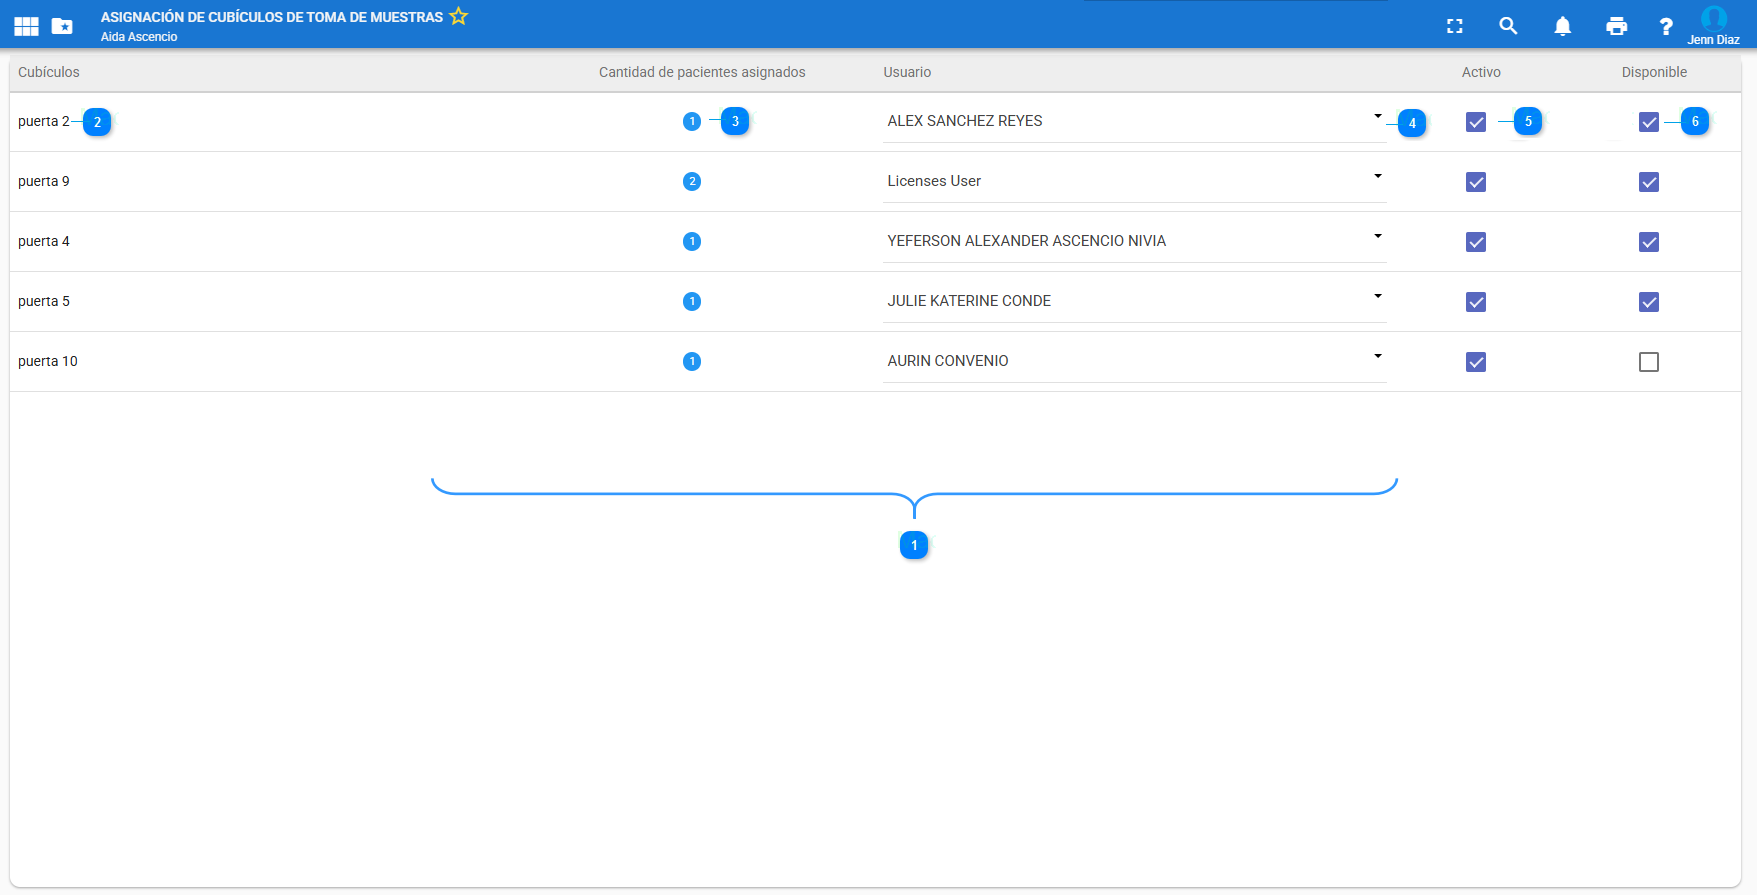 ASIGNACIÓN DE CUBÍCULOS DE TOMA DE MUESTRAS
Aida Ascencio
Jenn Diaz
Cubículos Cantidad de pacientes asignados Usuario Activo Disponible
puerta 2 2 1 3 ALEX SANCHEZ REYES 4 5 6
puerta 9 2 Licenses User
puerta 4 1 YEFERSON ALEXANDER ASCENCIO NIVIA
puerta 5 1 JULIE KATERINE CONDE
puerta 10 1 AURIN CONVENIO
1